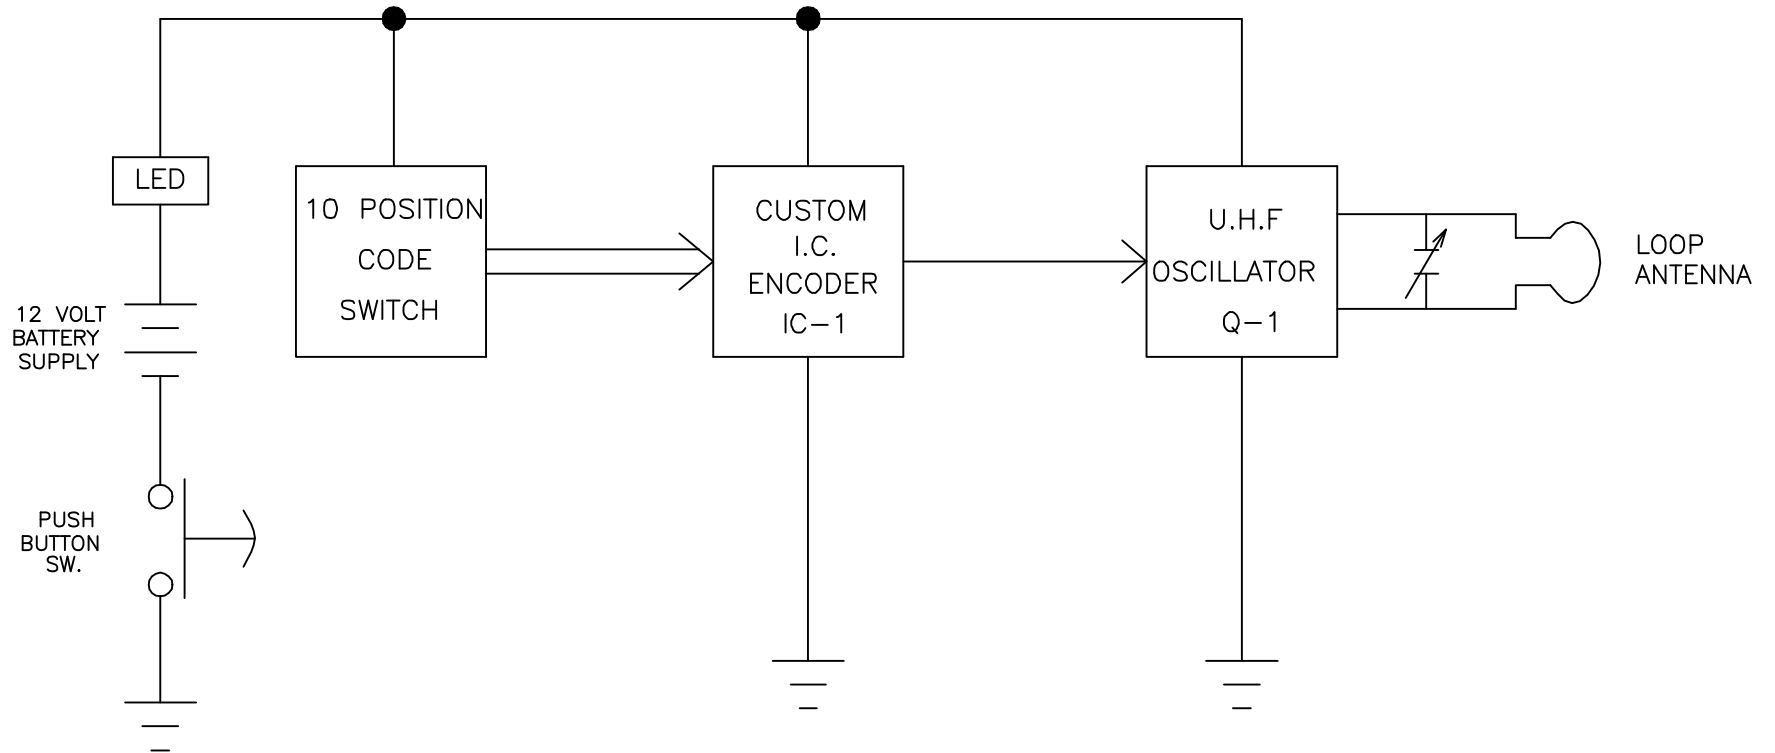 LED
12 VOLT
BATTERY
SUPPLY
PUSH
BUTTON
SW.
10 POSITION
CODE
SWITCH
CUSTOM
I.C.
ENCODER
IC-1
U.H.F
OSCILLATOR
Q-1
LOOP
ANTENNA